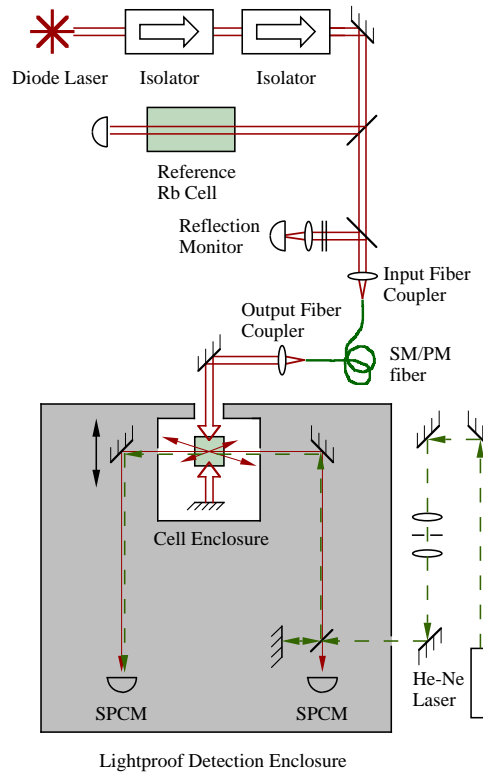 Diode Laser
Isolator
Isolator
Reference
Rb Cell
Reflection
Monitor
Input Fiber
Coupler
Output Fiber
Coupler
SM/PM
fiber
Cell Enclosure
He-Ne
Laser
SPCM
SPCM
Lightproof Detection Enclosure